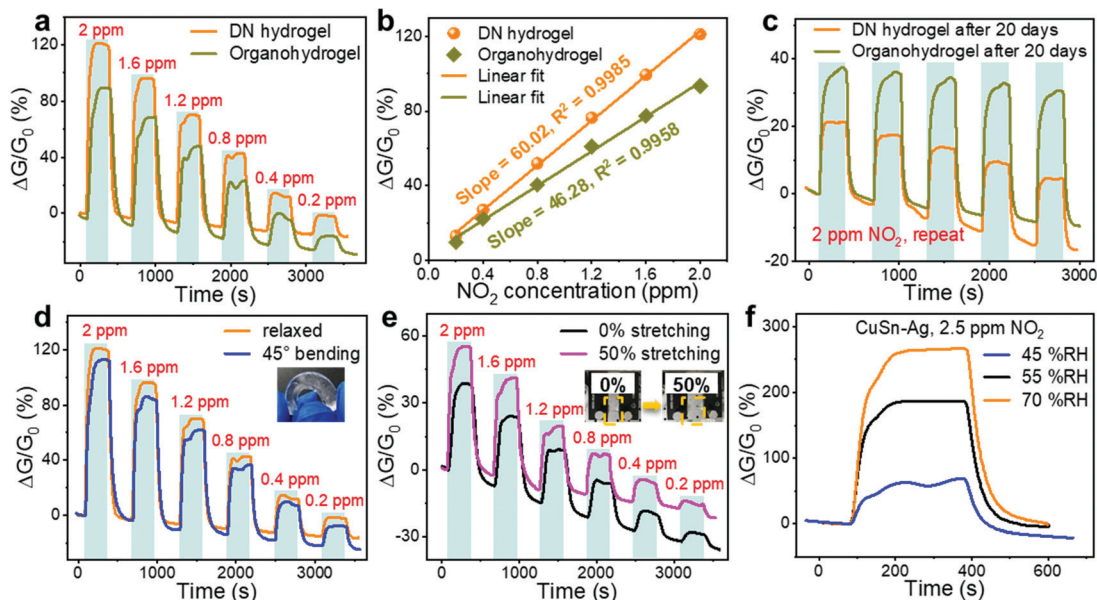 a
2 ppm
1.6 ppm
1.2 ppm
0.8 ppm
0.4 ppm
0.2 ppm
DN hydrogel
Organohydrogel
ΔG/G₀ (%)
120
80
40
0
0 1000 2000 3000
Time (s)
b
DN hydrogel
Organohydrogel
Linear fit
Linear fit
Slope = 60.02, R² = 0.9985
Slope = 46.28, R² = 0.9958
ΔG/G₀ (%)
120
80
40
0
0.0 0.4 0.8 1.2 1.6 2.0
NO₂ concentration (ppm)
c
DN hydrogel after 20 days
Organohydrogel after 20 days
2 ppm NO₂, repeat
ΔG/G₀ (%)
40
20
0
-20
0 1000 2000 3000
Time (s)
d
2 ppm
1.6 ppm
1.2 ppm
0.8 ppm
0.4 ppm
0.2 ppm
relaxed
45° bending
ΔG/G₀ (%)
120
80
40
0
0 1000 2000 3000
Time (s)
e
2 ppm
1.6 ppm
1.2 ppm
0.8 ppm
0.4 ppm
0.2 ppm
0% stretching
50% stretching
0% 50%
ΔG/G₀ (%)
60
30
0
-30
0 1000 2000 3000
Time (s)
f
CuSn-Ag, 2.5 ppm NO₂
45 %RH
55 %RH
70 %RH
ΔG/G₀ (%)
300
200
100
0
0 200 400 600
Time (s)